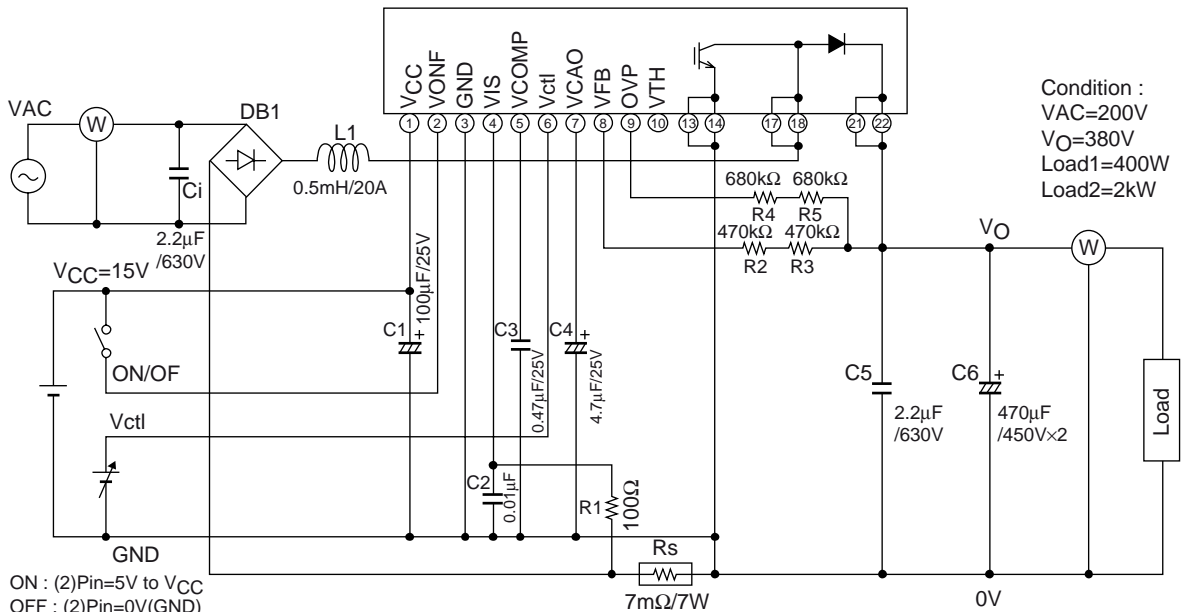 VCC
VONF
GND
VIS
VCOMP
Vctl
VCAO
VFB
OVP
VTH
1
2
3
4
5
6
7
8
9
10
13
14
17
18
21
22
Condition :
VAC=200V
VO=380V
Load1=400W
Load2=2kW
VAC
W
DB1
L1
0.5mH/20A
Ci
2.2μF
/630V
680kΩ
680kΩ
R4
R5
470kΩ
470kΩ
R2
R3
VO
W
VCC=15V
ON/OF
C1
+
100μF/25V
C3
0.47μF/25V
C4
+
4.7μF/25V
C5
2.2μF
/630V
C6
+
470μF
/450V×2
Load
Vctl
C2
0.01μF
R1
100Ω
GND
Rs
7mΩ/7W
0V
ON : (2)Pin=5V to VCC
OFF : (2)Pin=0V(GND)